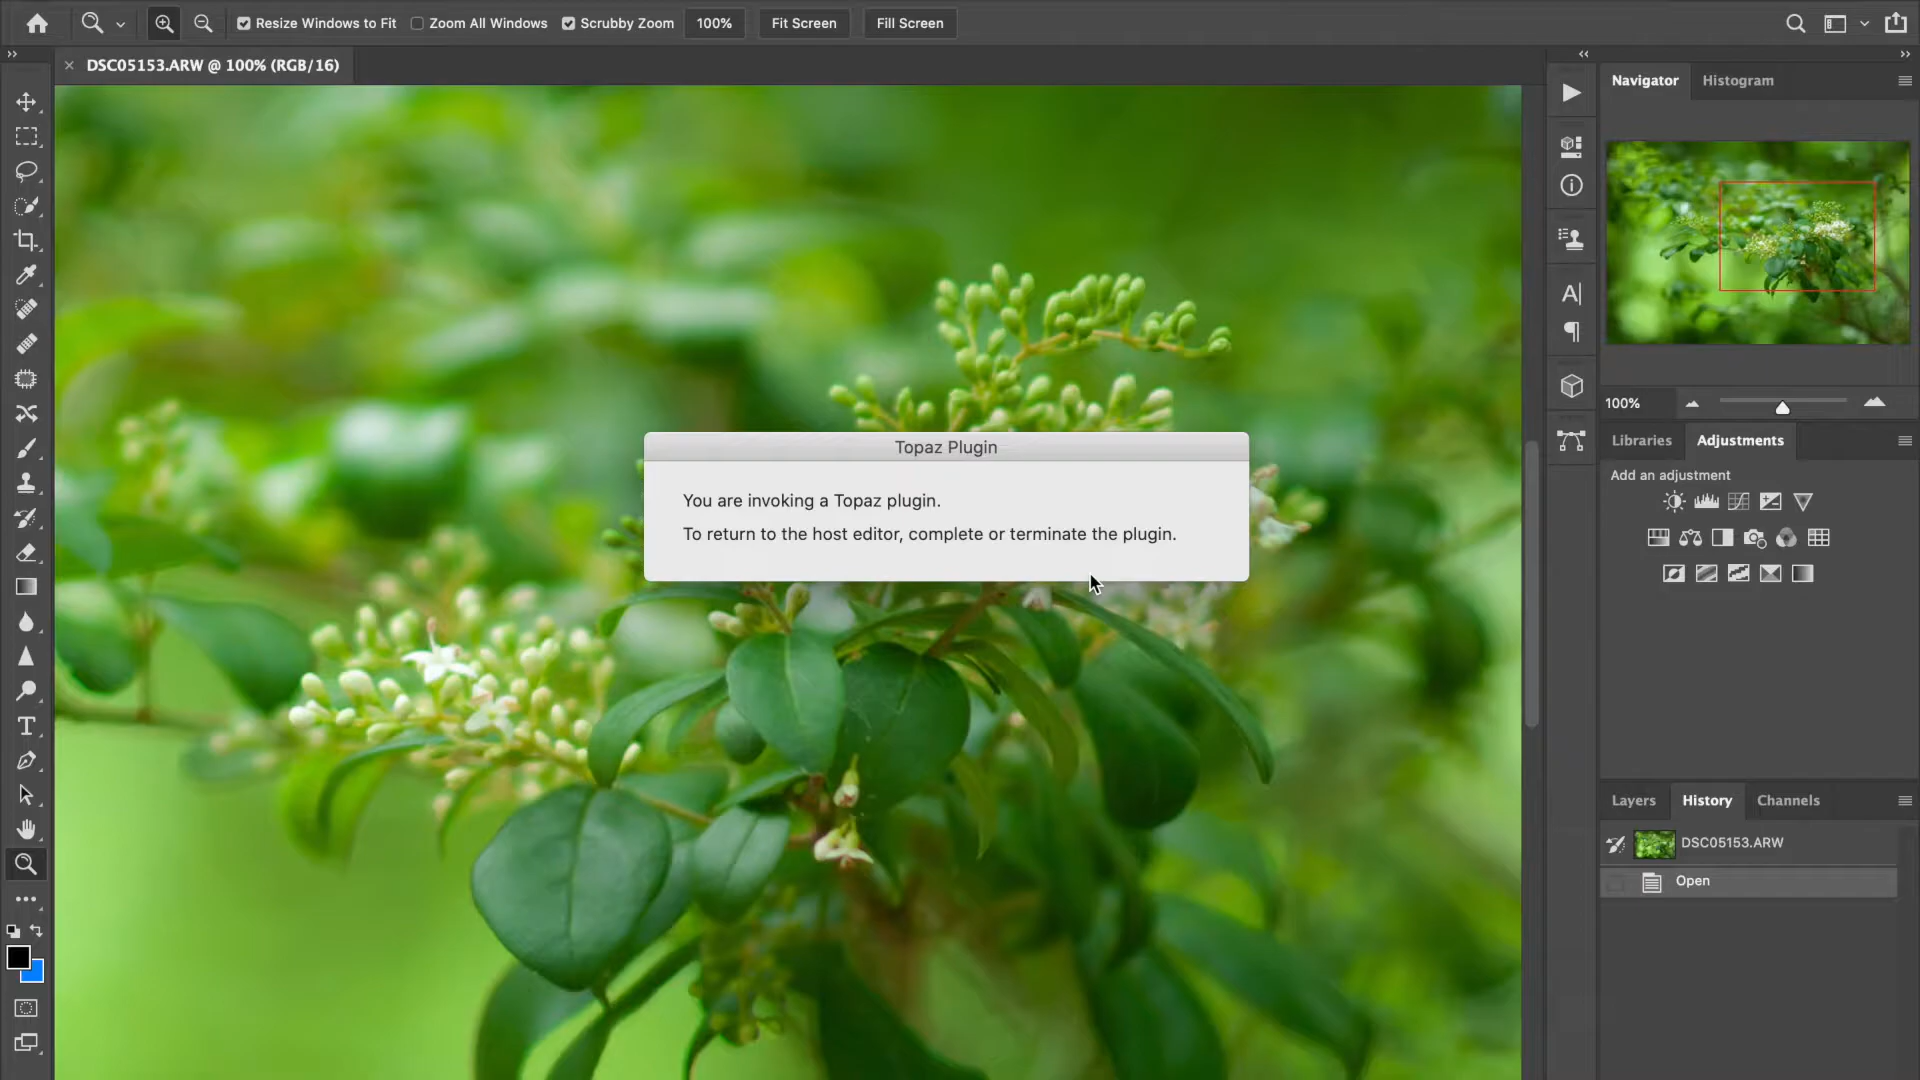 Resize Windows to Fit
Zoom All Windows
Scrubby Zoom
100%
Fit Screen
Fill Screen
DSC05153.ARW @ 100% (RGB/16)
Navigator
Histogram
Topaz Plugin
You are invoking a Topaz plugin.
To return to the host editor, complete or terminate the plugin.
100%
Libraries
Adjustments
Add an adjustment
Layers
History
Channels
DSC05153.ARW
Open